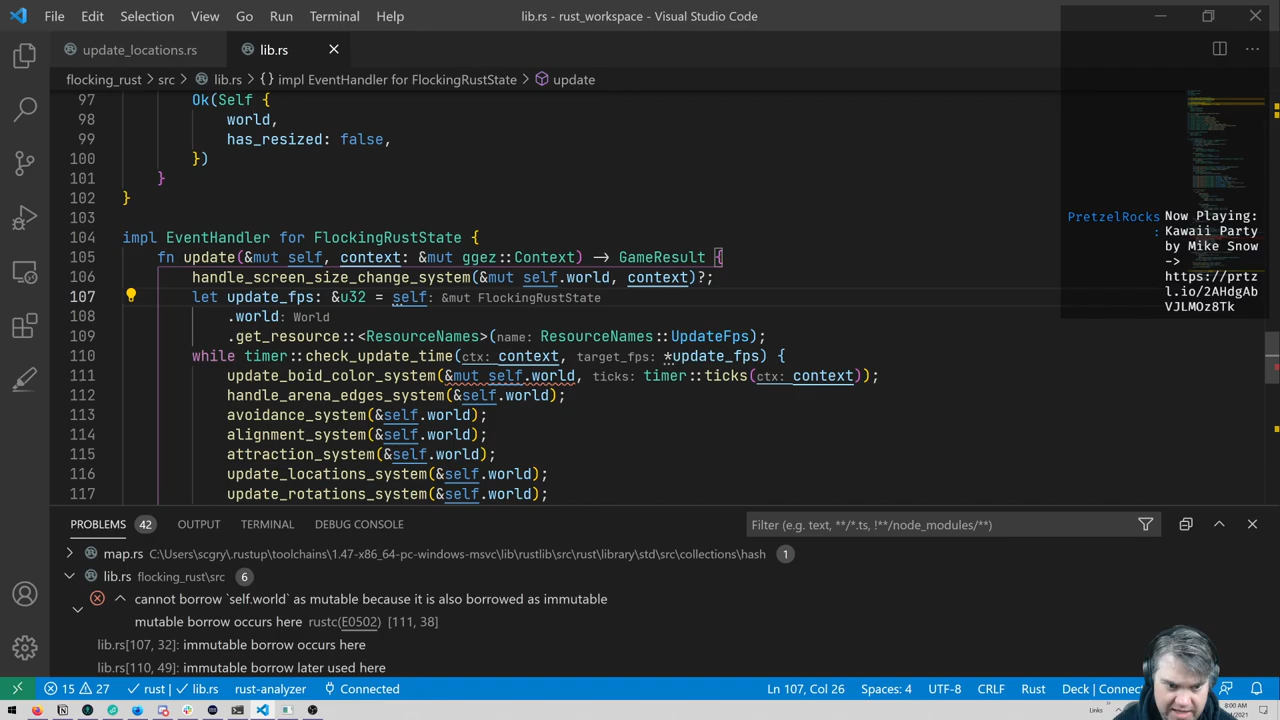 File Edit Selection View Go Run Terminal Help
lib.rs - rust_workspace - Visual Studio Code
update_locations.rs
lib.rs
flocking_rust > src > lib.rs > {} impl EventHandler for FlockingRustState > update
97 Ok(Self {
98 world,
99 has_resized: false,
100 })
101 }
102 }
103
104 impl EventHandler for FlockingRustState {
105 fn update(&mut self, context: &mut ggez::Context) -> GameResult {
106 handle_screen_size_change_system(&mut self.world, context)?;
107 let update_fps: &u32 = self: &mut FlockingRustState
108 .world: World
109 .get_resource::<ResourceNames>(name: ResourceNames::UpdateFps);
110 while timer::check_update_time(ctx: context, target_fps: *update_fps) {
111 update_boid_color_system(&mut self.world, ticks: timer::ticks(ctx: context));
112 handle_arena_edges_system(&self.world);
113 avoidance_system(&self.world);
114 alignment_system(&self.world);
115 attraction_system(&self.world);
116 update_locations_system(&self.world);
117 update_rotations_system(&self.world);
PretzelRocks: Now Playing:
Kawaii Party
by Mike Snow
->
https://prtz
l.io/2AHdgAb
VJLMOz8Tk
PROBLEMS 42 OUTPUT TERMINAL DEBUG CONSOLE
Filter (e.g. text, **/*.ts, !**/node_modules/**)
map.rs C:\Users\scgry\.rustup\toolchains\1.47-x86_64-pc-windows-msvc\lib\rustlib\src\rust\library\std\src\collections\hash 1
lib.rs flocking_rust\src 6
cannot borrow `self.world` as mutable because it is also borrowed as immutable
mutable borrow occurs here rustc(E0502) [111, 38]
lib.rs[107, 32]: immutable borrow occurs here
lib.rs[110, 49]: immutable borrow later used here
15 27 rust | lib.rs rust-analyzer Connected
Ln 107, Col 26 Spaces: 4 UTF-8 CRLF Rust Deck | Connec
Links
8:00 AM